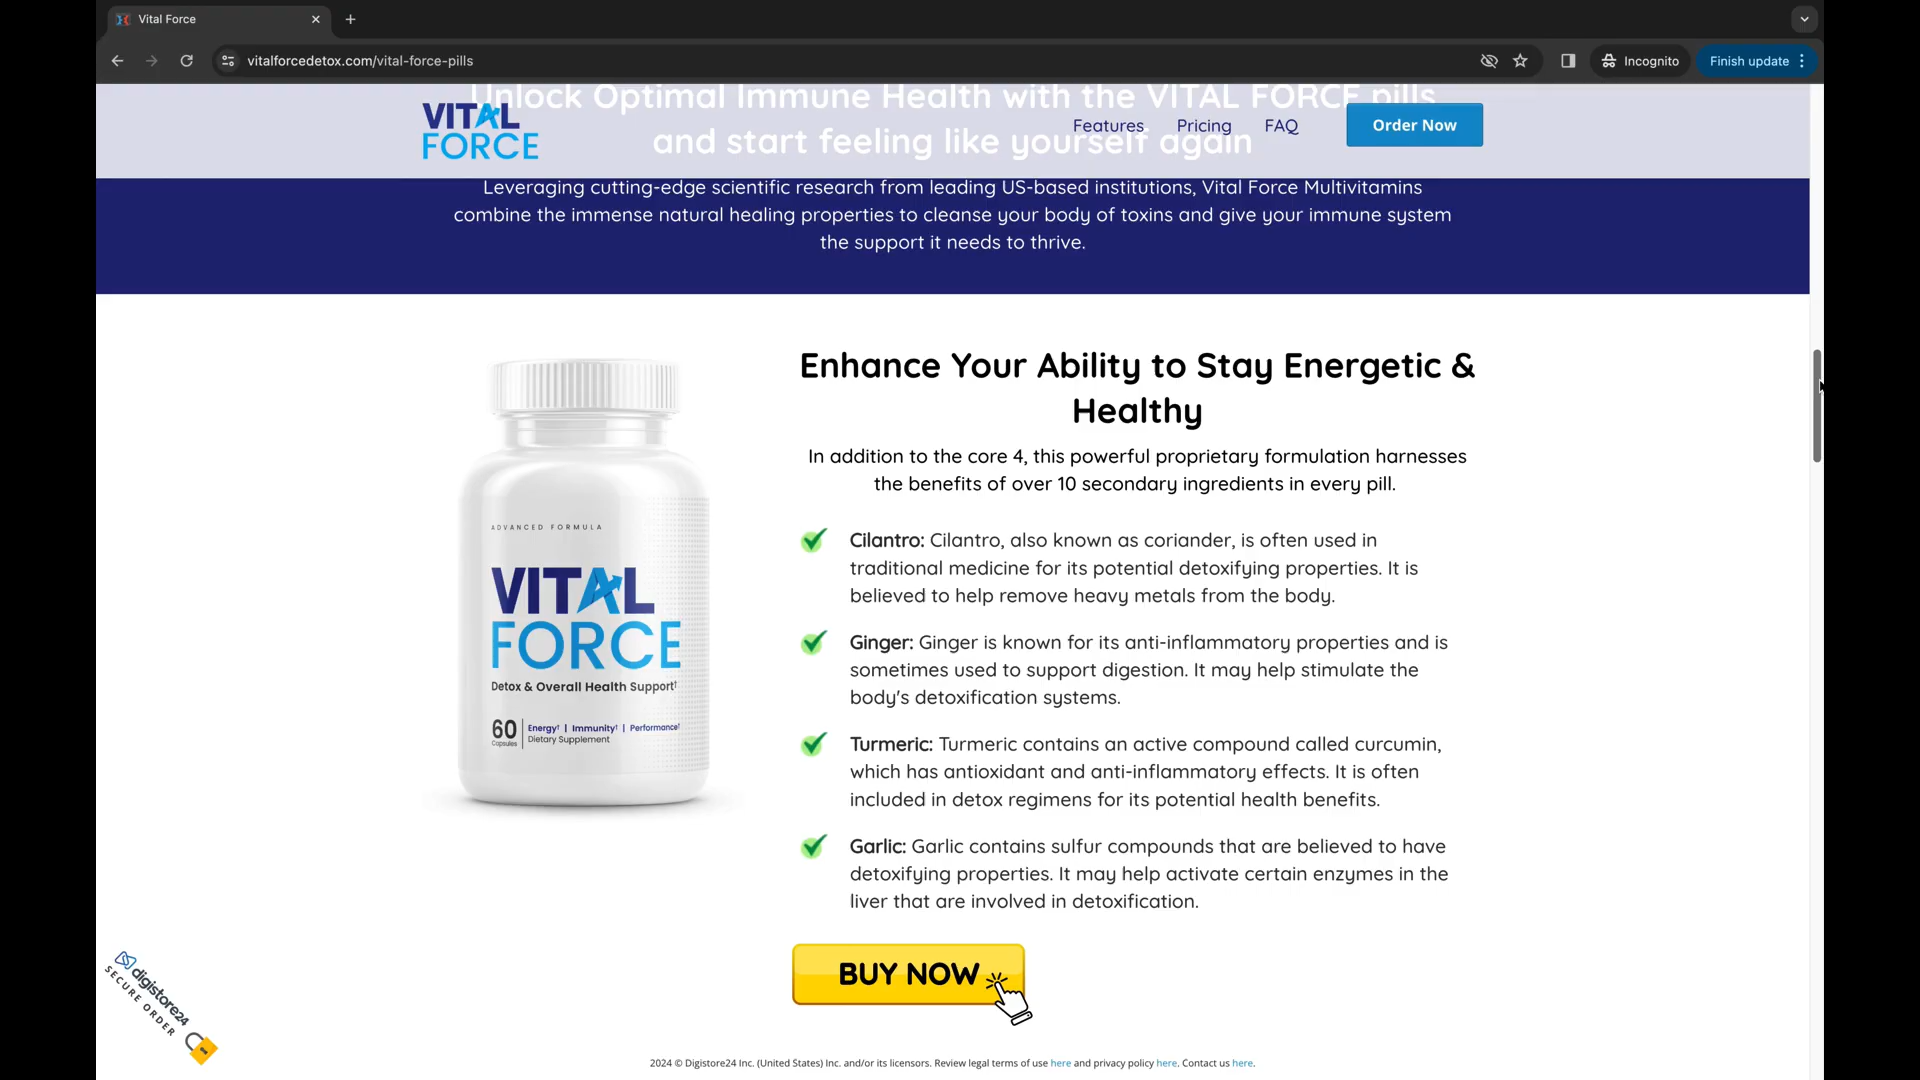 Vital Force
vitalforcedetox.com/vital-force-pills
Incognito
Finish update
Unlock Optimal Immune Health with the VITAL FORCE pills
and start feeling like yourself again
VITAL
FORCE
Features
Pricing
FAQ
Order Now
Leveraging cutting-edge scientific research from leading US-based institutions, Vital Force Multivitamins
combine the immense natural healing properties to cleanse your body of toxins and give your immune system
the support it needs to thrive.
ADVANCED FORMULA
VITAL
FORCE
Detox & Overall Health Support†
60
Capsules
Energy† | Immunity† | Performance†
Dietary Supplement
Enhance Your Ability to Stay Energetic &
Healthy
In addition to the core 4, this powerful proprietary formulation harnesses
the benefits of over 10 secondary ingredients in every pill.
Cilantro: Cilantro, also known as coriander, is often used in
traditional medicine for its potential detoxifying properties. It is
believed to help remove heavy metals from the body.
Ginger: Ginger is known for its anti-inflammatory properties and is
sometimes used to support digestion. It may help stimulate the
body's detoxification systems.
Turmeric: Turmeric contains an active compound called curcumin,
which has antioxidant and anti-inflammatory effects. It is often
included in detox regimens for its potential health benefits.
Garlic: Garlic contains sulfur compounds that are believed to have
detoxifying properties. It may help activate certain enzymes in the
liver that are involved in detoxification.
BUY NOW
digistore24
SECURE ORDER
2024 © Digistore24 Inc. (United States) Inc. and/or its licensors. Review legal terms of use here and privacy policy here. Contact us here.